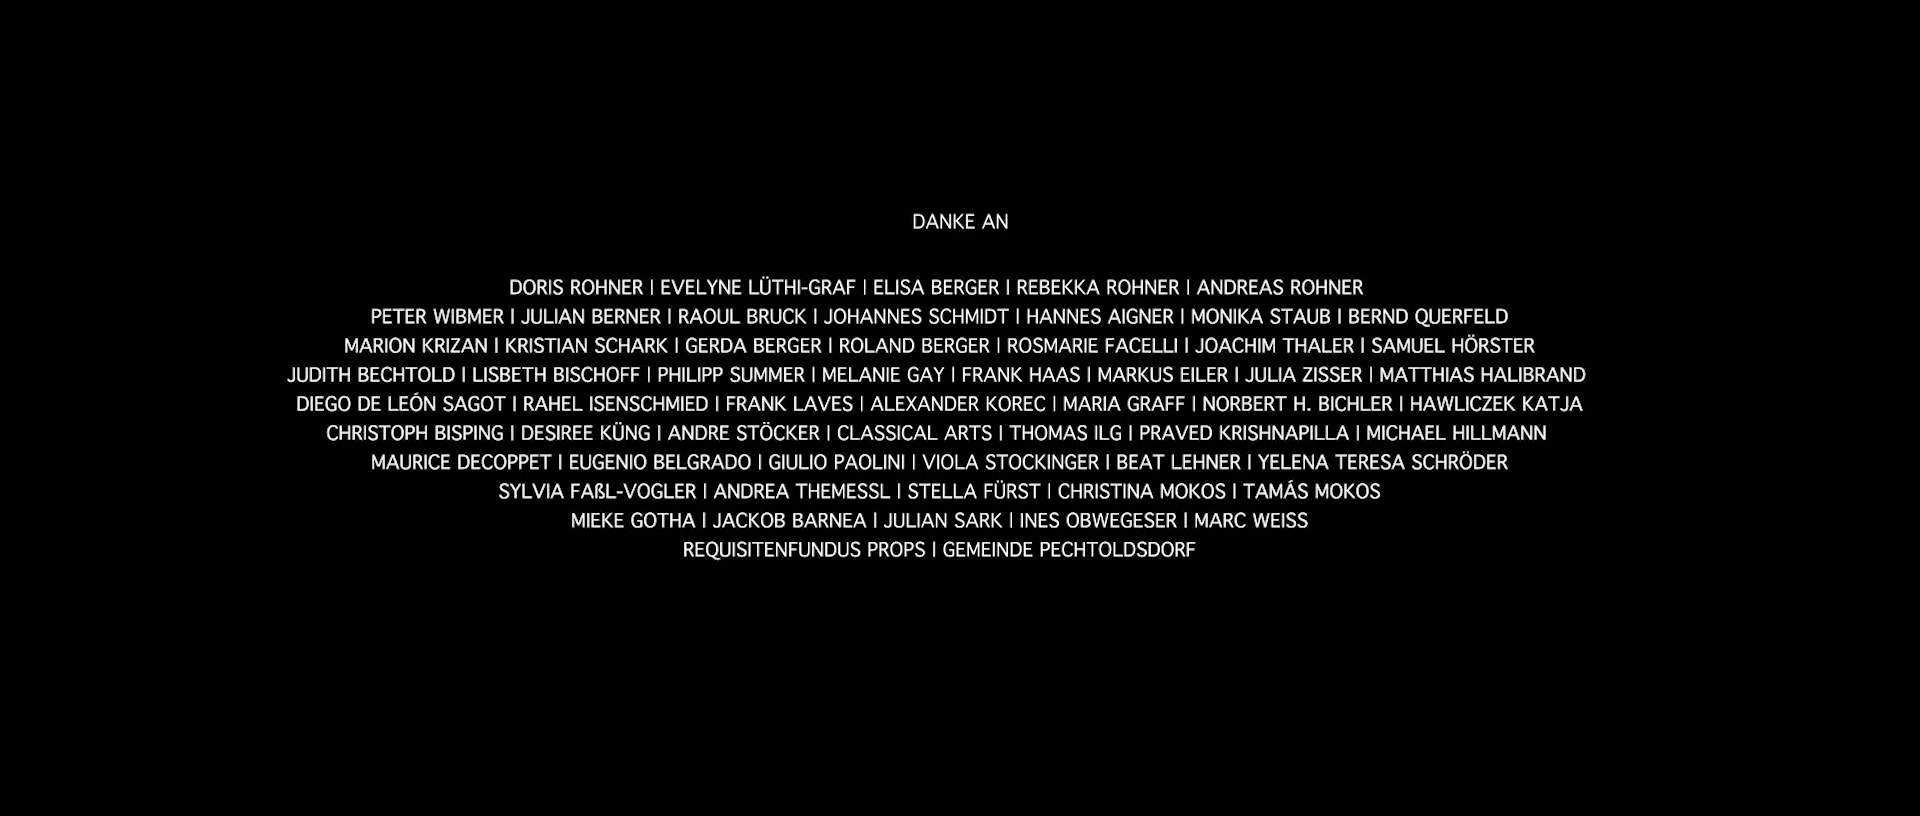 DANKE AN
DORIS ROHNER | EVELYNE LÜTHI-GRAF | ELISA BERGER | REBEKKA ROHNER | ANDREAS ROHNER
PETER WIBMER | JULIAN BERNER | RAOUL BRUCK | JOHANNES SCHMIDT | HANNES AIGNER | MONIKA STAUB | BERND QUERFELD
MARION KRIZAN | KRISTIAN SCHARK | GERDA BERGER | ROLAND BERGER | ROSMARIE FACELLI | JOACHIM THALER | SAMUEL HÖRSTER
JUDITH BECHTOLD | LISBETH BISCHOFF | PHILIPP SUMMER | MELANIE GAY | FRANK HAAS | MARKUS EILER | JULIA ZISSER | MATTHIAS HALIBRAND
DIEGO DE LEÓN SAGOT | RAHEL ISENSCHMIED | FRANK LAVES | ALEXANDER KOREC | MARIA GRAFF | NORBERT H. BICHLER | HAWLICZEK KATJA
CHRISTOPH BISPING | DESIREE KÜNG | ANDRE STÖCKER | CLASSICAL ARTS | THOMAS ILG | PRAVED KRISHNAPILLA | MICHAEL HILLMANN
MAURICE DECOPPET | EUGENIO BELGRADO | GIULIO PAOLINI | VIOLA STOCKINGER | BEAT LEHNER | YELENA TERESA SCHRÖDER
SYLVIA FAßL-VOGLER | ANDREA THEMESSL | STELLA FÜRST | CHRISTINA MOKOS | TAMÁS MOKOS
MIEKE GOTHA | JACKOB BARNEA | JULIAN SARK | INES OBWEGESER | MARC WEISS
REQUISITENFUNDUS PROPS | GEMEINDE PECHTOLDSDORF